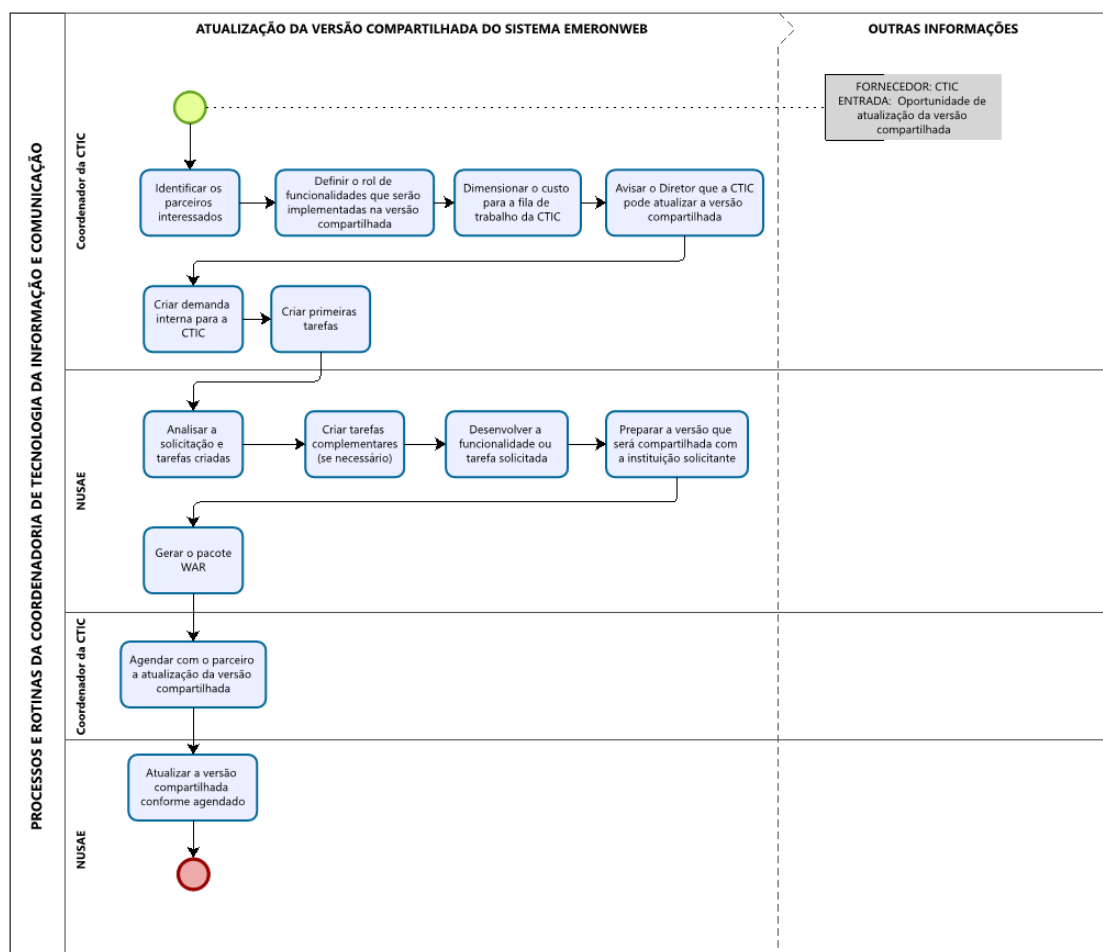 PROCESSOS E ROTINAS DA COORDENADORIA DE TECNOLOGIA DA INFORMAÇÃO E COMUNICAÇÃO
ATUALIZAÇÃO DA VERSÃO COMPARTILHADA DO SISTEMA EMERONWEB
OUTRAS INFORMAÇÕES
Coordenador da CTIC
FORNECEDOR: CTIC
ENTRADA: Oportunidade de
atualização da versão
compartilhada
Identificar os
parceiros
interessados
Definir o rol de
funcionalidades que serão
implementadas na versão
compartilhada
Dimensionar o custo
para a fila de
trabalho da CTIC
Avisar o Diretor que a CTIC
pode atualizar a versão
compartilhada
Criar demanda
interna para a
CTIC
Criar primeiras
tarefas
NUSAE
Analisar a
solicitação e
tarefas criadas
Criar tarefas
complementares
(se necessário)
Desenvolver a
funcionalidade ou
tarefa solicitada
Preparar a versão que
será compartilhada com
a instituição solicitante
Gerar o pacote
WAR
Coordenador da CTIC
Agendar com o parceiro
a atualização da versão
compartilhada
NUSAE
Atualizar a versão
compartilhada
conforme agendado